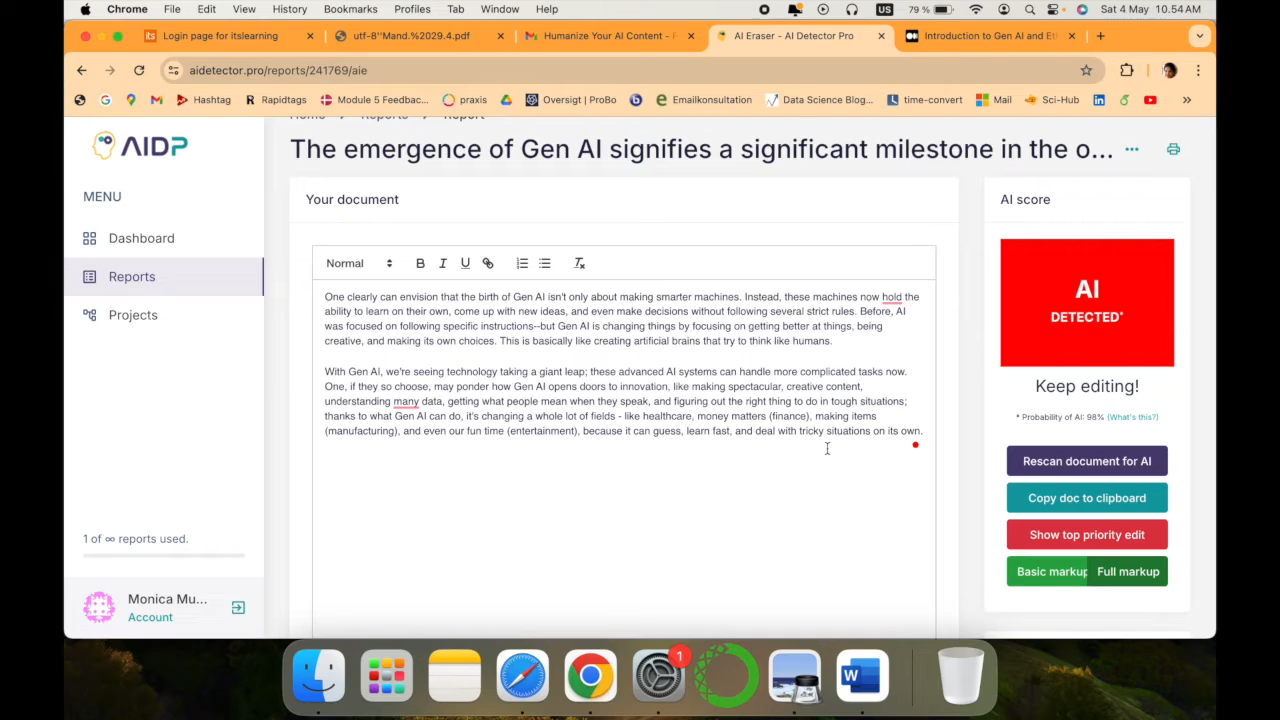 Chrome File Edit View History Bookmarks Profiles Tab Window Help US 79 % Sat 4 May 10.54 AM
its Login page for itslearning utf-8''Mand.%2029.4.pdf Humanize Your AI Content - F AI Eraser - AI Detector Pro Introduction to Gen AI and Et
aidetector.pro/reports/241769/aie
Hashtag Rapidtags Module 5 Feedbac... praxis Oversigt | ProBo Emailkonsultation Data Science Blog... time-convert Mail Sci-Hub
Home Reports Report
AIDP
The emergence of Gen AI signifies a significant milestone in the o...
MENU
Dashboard
Reports
Projects
1 of ∞ reports used.
Monica Mu...
Account
Your document
Normal B I U
One clearly can envision that the birth of Gen AI isn't only about making smarter machines. Instead, these machines now hold the
ability to learn on their own, come up with new ideas, and even make decisions without following several strict rules. Before, AI
was focused on following specific instructions--but Gen AI is changing things by focusing on getting better at things, being
creative, and making its own choices. This is basically like creating artificial brains that try to think like humans.
With Gen AI, we're seeing technology taking a giant leap; these advanced AI systems can handle more complicated tasks now.
One, if they so choose, may ponder how Gen AI opens doors to innovation, like making spectacular, creative content,
understanding many data, getting what people mean when they speak, and figuring out the right thing to do in tough situations;
thanks to what Gen AI can do, it's changing a whole lot of fields - like healthcare, money matters (finance), making items
(manufacturing), and even our fun time (entertainment), because it can guess, learn fast, and deal with tricky situations on its own.
AI score
AI
DETECTED*
Keep editing!
* Probability of AI: 98% (What's this?)
Rescan document for AI
Copy doc to clipboard
Show top priority edit
Basic markup Full markup
1
W